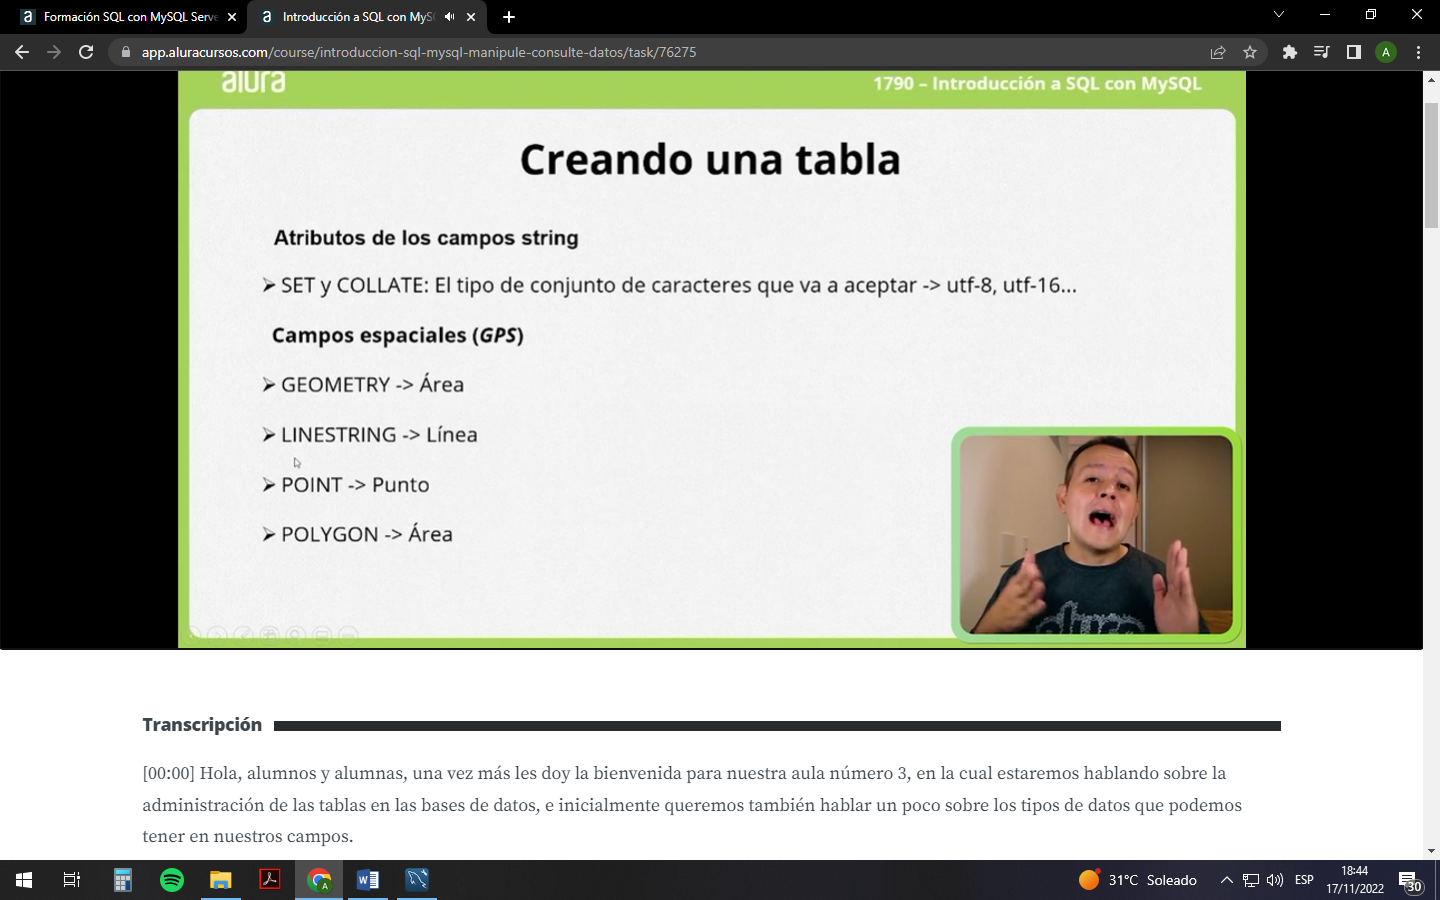 Formación SQL con MySQL Serve
Introducción a SQL con MyS
app.aluracursos.com/course/introduccion-sql-mysql-manipule-consulte-datos/task/76275
A
alura
1790 – Introducción a SQL con MySQL
Creando una tabla
Atributos de los campos string
➢ SET y COLLATE: El tipo de conjunto de caracteres que va a aceptar -> utf-8, utf-16...
Campos espaciales (GPS)
➢ GEOMETRY -> Área
➢ LINESTRING -> Línea
➢ POINT -> Punto
➢ POLYGON -> Área
Transcripción
[00:00] Hola, alumnos y alumnas, una vez más les doy la bienvenida para nuestra aula número 3, en la cual estaremos hablando sobre la
administración de las tablas en las bases de datos, e inicialmente queremos también hablar un poco sobre los tipos de datos que podemos
tener en nuestros campos.
31°C Soleado
ESP
18:44
17/11/2022
30